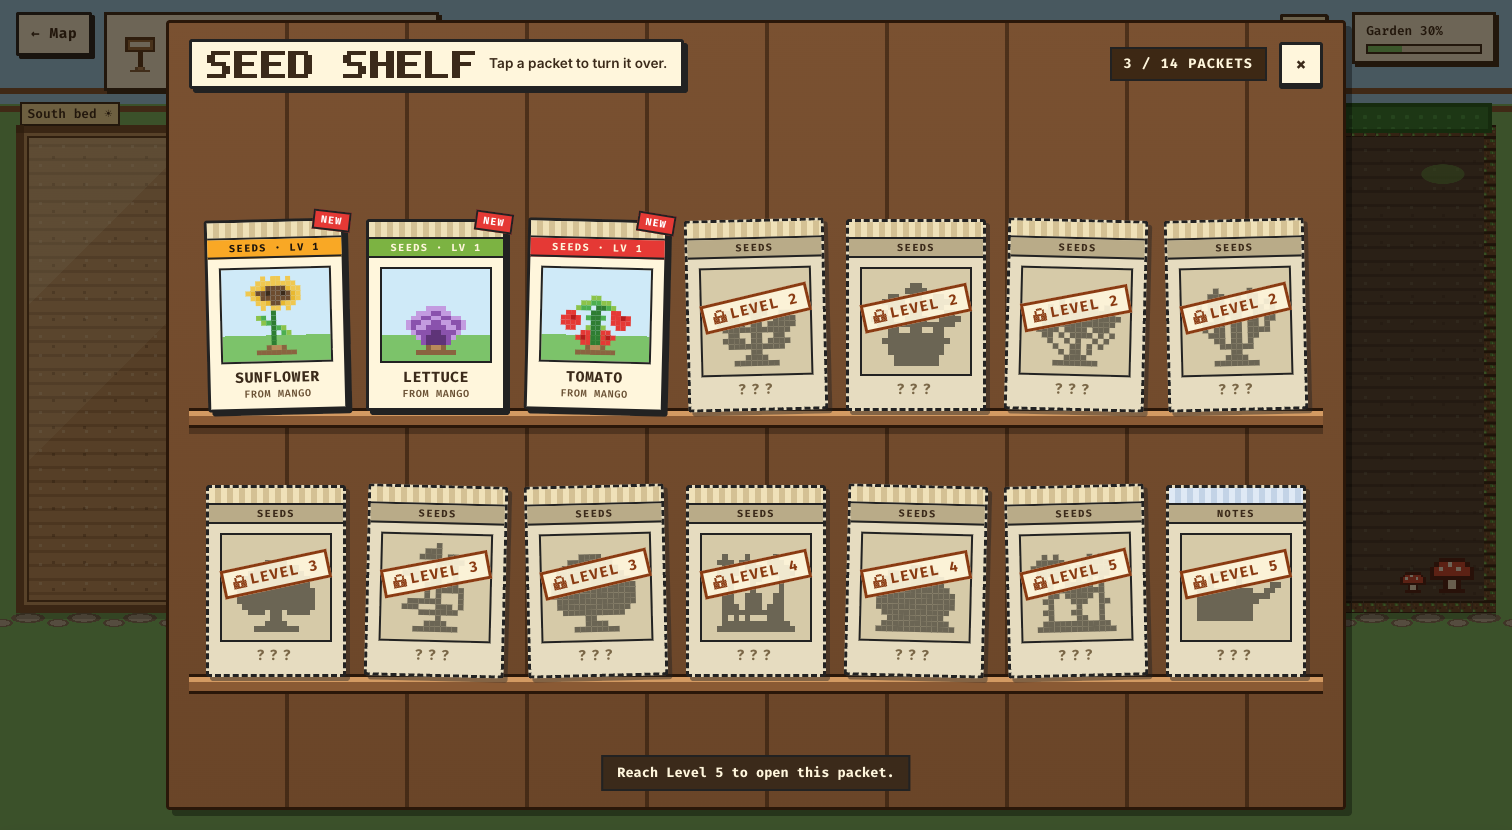 ← Map
Garden 30%
South bed ☀
SEED SHELF
Tap a packet to turn it over.
3 / 14 PACKETS
×
NEW
NEW
NEW
SEEDS · LV 1
SEEDS · LV 1
SEEDS · LV 1
SEEDS
SEEDS
SEEDS
SEEDS
LEVEL 2
LEVEL 2
LEVEL 2
LEVEL 2
SUNFLOWER
LETTUCE
TOMATO
FROM MANGO
FROM MANGO
FROM MANGO
???
???
???
???
SEEDS
SEEDS
SEEDS
SEEDS
SEEDS
SEEDS
NOTES
LEVEL 3
LEVEL 3
LEVEL 3
LEVEL 4
LEVEL 4
LEVEL 5
LEVEL 5
???
???
???
???
???
???
???
Reach Level 5 to open this packet.